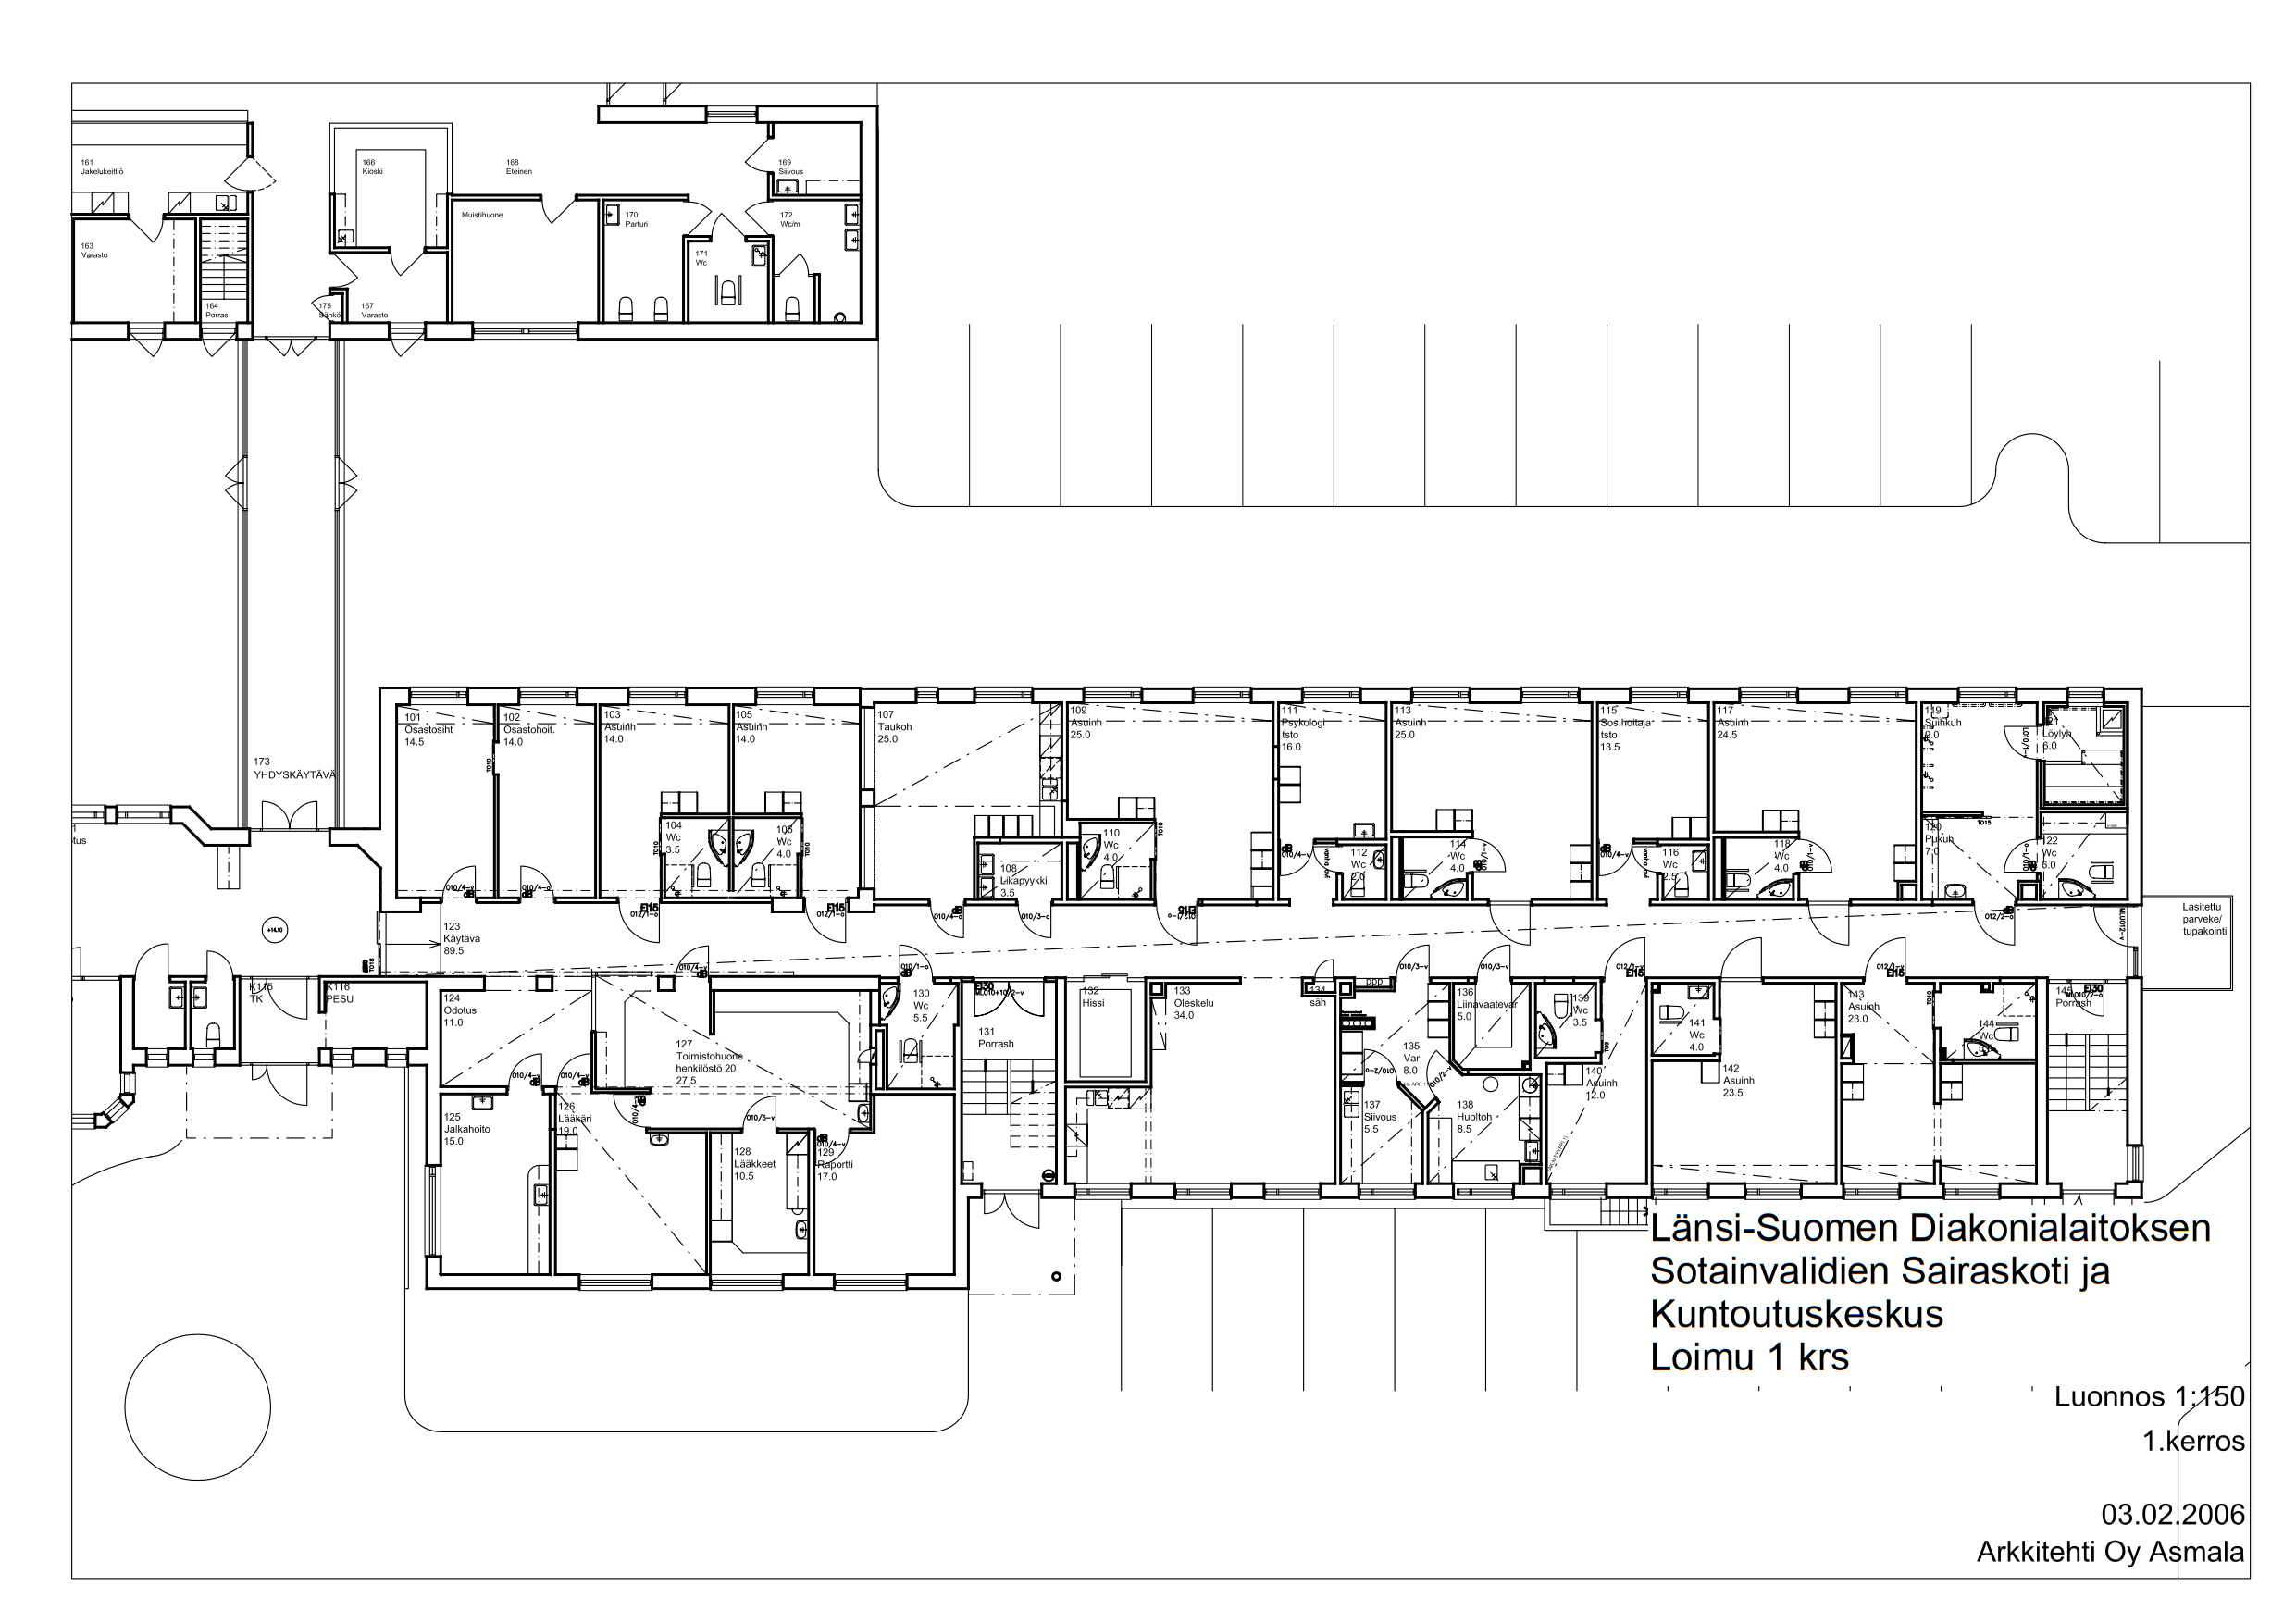 161
Jakelukeittiö
163
Varasto
164
Porras
166
Kioski
168
Eteinen
169
Siivous
Muistihuone
170
Parturi
171
Wc
172
Wc/m
175
Sähkö
167
Varasto
173
YHDYSKÄYTÄVÄ
101
Osastosiht
14.5
102
Osastohoit.
14.0
103
Asuinh
14.0
105
Asuinh
14.0
107
Taukoh
25.0
109
Asuinh
25.0
111
Psykologi
tsto
16.0
113
Asuinh
25.0
115
Sos.hoitaja
tsto
13.5
117
Asuinh
24.5
119
Suihkuh
9.0
Löylyh
6.0
104
Wc
3.5
106
Wc
4.0
108
Likapyykki
3.5
110
Wc
4.0
112
Wc
2.0
114
Wc
4.0
116
Wc
2.5
118
Wc
4.0
120
Pukuh
7.0
122
Wc
6.0
Lasitettu
parveke/
tupakointi
+14.10
123
Käytävä
89.5
K115
TK
K116
PESU
124
Odotus
11.0
125
Jalkahoito
15.0
126
Lääkäri
19.0
127
Toimistohuone
henkilöstö 20
27.5
128
Lääkkeet
10.5
129
Raportti
17.0
130
Wc
5.5
131
Porrash
132
Hissi
133
Oleskelu
34.0
134
säh
PPP
135
Var
8.0
136
Liinavaatevar
5.0
137
Siivous
5.5
138
Huoltoh
8.5
139
Wc
3.5
140
Asuinh
12.0
141
Wc
4.0
142
Asuinh
23.5
143
Asuinh
23.0
144
Wc
145
Porrash
Länsi-Suomen Diakonialaitoksen
Sotainvalidien Sairaskoti ja
Kuntoutuskeskus
Loimu 1 krs
Luonnos 1:150
1.kerros
03.02.2006
Arkkitehti Oy Asmala